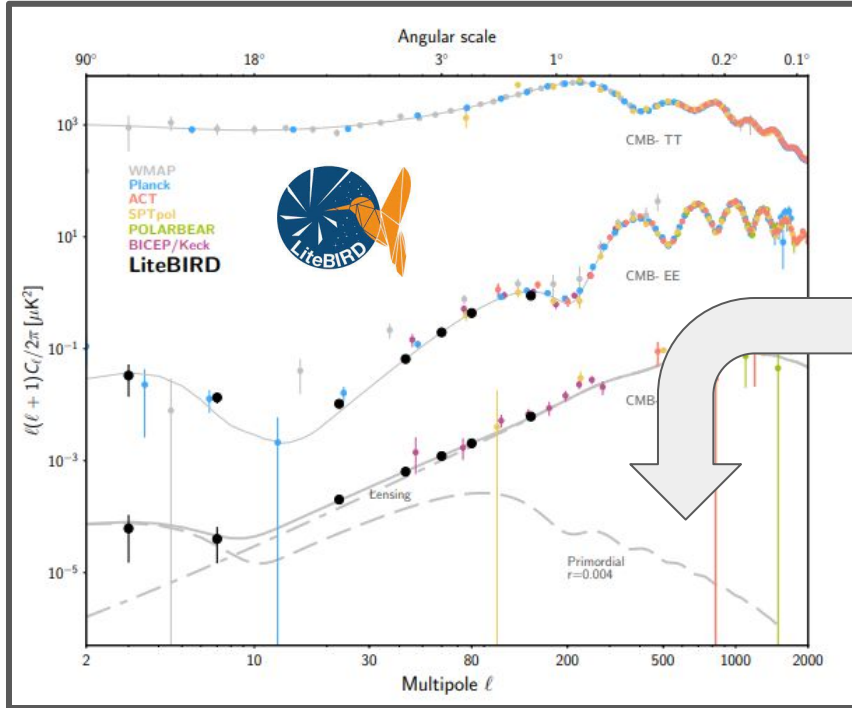 Angular scale
90° 18° 3° 1° 0.2° 0.1°
10³
CMB- TT
WMAP
Planck
ACT
SPTpol
POLARBEAR
BICEP/Keck
LiteBIRD
LiteBIRD
10¹
CMB- EE
10⁻¹
CMB-
10⁻³
Lensing
10⁻⁵
Primordial
r=0.004
ℓ(ℓ + 1)Cℓ/2π [μK²]
2 10 30 80 200 500 1000 2000
Multipole ℓ